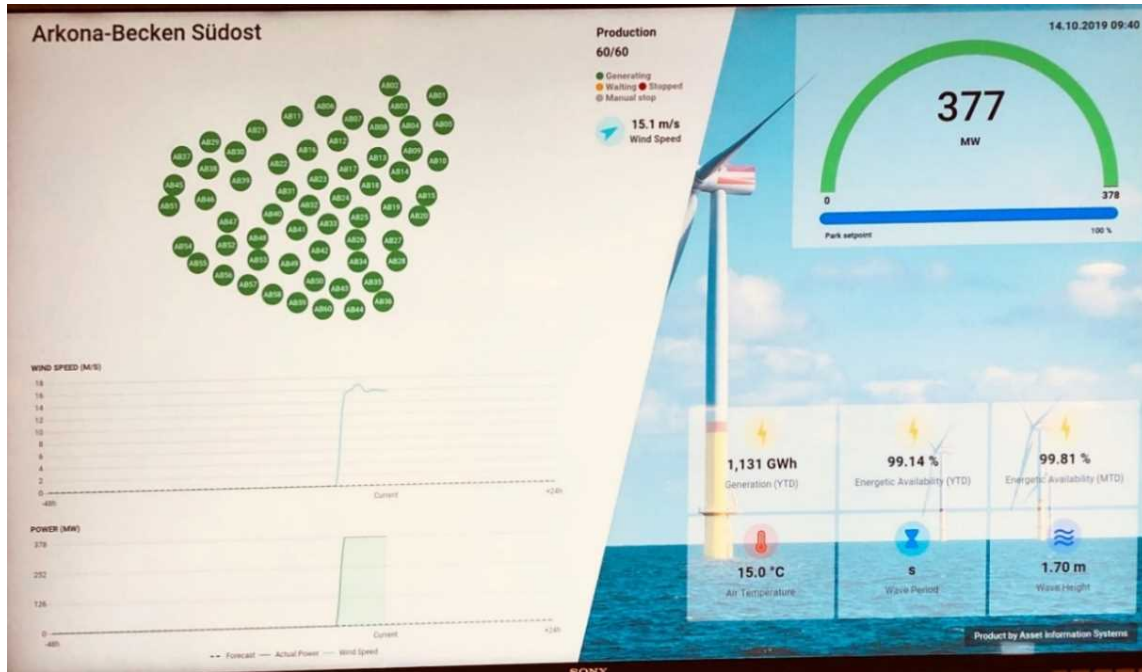 Arkona-Becken Südost
Production
60/60
Generating
Waiting Stopped
Manual stop
15.1 m/s
Wind Speed
14.10.2019 09:40
377
MW
0
378
Park setpoint
100 %
AB02
AB01
AB06
AB03
AB11
AB07
AB08
AB04
AB05
AB21
AB12
AB29
AB30
AB16
AB13
AB09
AB37
AB22
AB17
AB14
AB10
AB38
AB39
AB23
AB18
AB45
AB31
AB24
AB15
AB46
AB51
AB32
AB19
AB40
AB25
AB20
AB47
AB41
AB33
AB48
AB26
AB27
AB54
AB52
AB42
AB53
AB49
AB34
AB28
AB55
AB56
AB50
AB35
AB57
AB43
AB58
AB59
AB60
AB44
AB36
WIND SPEED (M/S)
18
16
14
12
10
8
6
4
2
0
-48h
Current
+24h
POWER (MW)
378
252
126
0
-48h
Current
+24h
Forecast Actual Power Wind Speed
1,131 GWh
Generation (YTD)
99.14 %
Energetic Availability (YTD)
99.81 %
Energetic Availability (MTD)
15.0 °C
Air Temperature
s
Wave Period
1.70 m
Wave Height
Product by Asset Information Systems
SONY